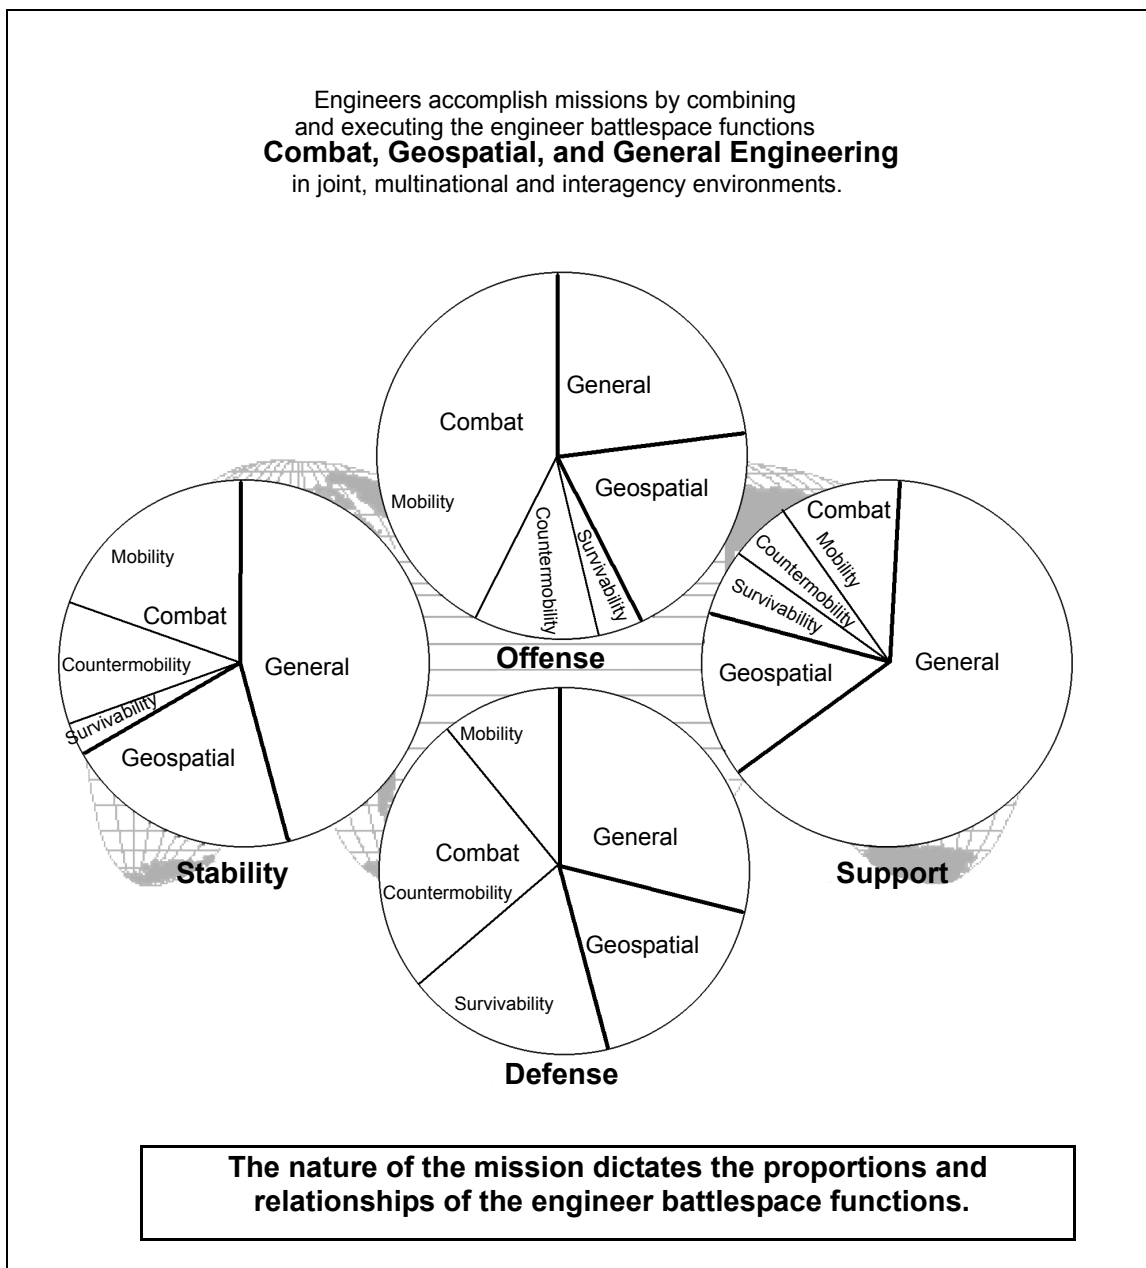 Engineers accomplish missions by combining
and executing the engineer battlespace functions
Combat, Geospatial, and General Engineering
in joint, multinational and interagency environments.
General
Combat
Geospatial
Mobility
Countermobility
Survivability
Offense
Mobility
Combat
Countermobility
General
Survivability
Geospatial
Stability
Combat
Mobility
Countermobility
Survivability
General
Geospatial
Support
Mobility
General
Combat
Countermobility
Geospatial
Survivability
Defense
The nature of the mission dictates the proportions and
relationships of the engineer battlespace functions.